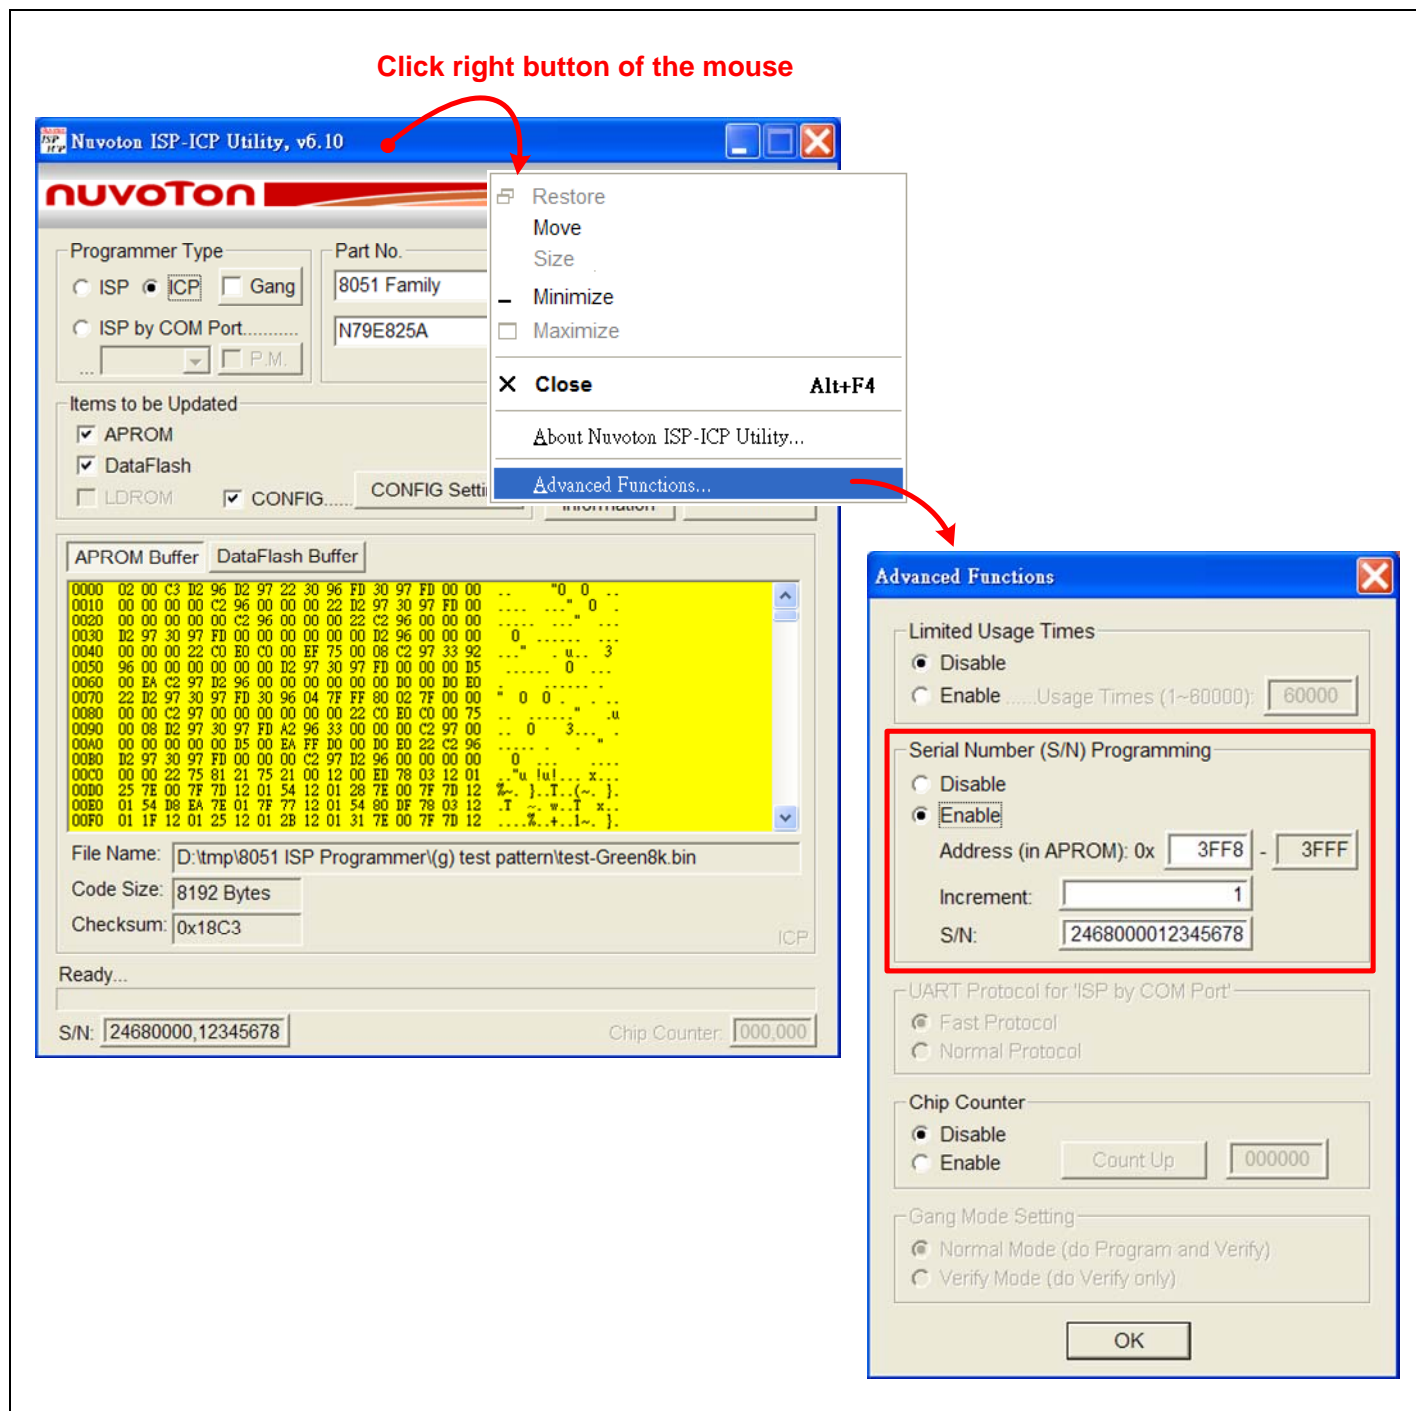 Click right button of the mouse
Nuvoton ISP-ICP Utility, v6.10
nuvoTon
Restore
Move
Size
Minimize
Maximize
Close Alt+F4
About Nuvoton ISP-ICP Utility...
Advanced Functions...
Programmer Type
ISP ICP Gang
ISP by COM Port...........
... P.M.
Part No.
8051 Family
N79E825A
Items to be Updated
APROM
DataFlash
LDROM CONFIG...... CONFIG Setti
Information
APROM Buffer DataFlash Buffer
0000 02 00 C3 D2 96 D2 97 22 30 96 FD 30 97 FD 00 00 .. "0 0 ..
0010 00 00 00 00 C2 96 00 00 00 22 D2 97 30 97 FD 00 .... ..." 0 .
0020 00 00 00 00 00 C2 96 00 00 00 22 C2 96 00 00 00 ..... ..." ...
0030 D2 97 30 97 FD 00 00 00 00 00 00 D2 96 00 00 00 0 ...... ...
0040 00 00 00 22 C0 E0 C0 00 EF 75 00 08 C2 97 33 92 ..." . u.. 3
0050 96 00 00 00 00 00 00 D2 97 30 97 FD 00 00 00 D5 ...... 0 ...
0060 00 EA C2 97 D2 96 00 00 00 00 00 00 D0 00 D0 E0 . ...... .
0070 22 D2 97 30 97 FD 30 96 04 7F FF 80 02 7F 00 00 " 0 0 . . ..
0080 00 00 C2 97 00 00 00 00 00 00 22 C0 E0 C0 00 75 .. ......" .u
0090 00 08 D2 97 30 97 FD A2 96 33 00 00 00 C2 97 00 .. 0 3... .
00A0 00 00 00 00 00 D5 00 EA FF D0 00 D0 E0 22 C2 96 ..... . . "
00B0 D2 97 30 97 FD 00 00 00 C2 97 D2 96 00 00 00 00 0 ... ....
00C0 00 00 22 75 81 21 75 21 00 12 00 ED 78 03 12 01 .."u !u!... x...
00D0 25 7E 00 7F 7D 12 01 54 12 01 28 7E 00 7F 7D 12 %~. }..T..(~. }.
00E0 01 54 D8 EA 7E 01 7F 77 12 01 54 80 DF 78 03 12 .T ~. w..T x..
00F0 01 1F 12 01 25 12 01 2B 12 01 31 7E 00 7F 7D 12 ....%..+..1~. }.
File Name: D:\tmp\8051 ISP Programmer\(g) test pattern\test-Green8k.bin
Code Size: 8192 Bytes
Checksum: 0x18C3
ICP
Ready...
S/N: 24680000,12345678 Chip Counter: 000,000
Advanced Functions
Limited Usage Times
Disable
Enable ......Usage Times (1~60000): 60000
Serial Number (S/N) Programming
Disable
Enable
Address (in APROM): 0x 3FF8 - 3FFF
Increment: 1
S/N: 2468000012345678
UART Protocol for 'ISP by COM Port'
Fast Protocol
Normal Protocol
Chip Counter
Disable
Enable Count Up 000000
Gang Mode Setting
Normal Mode (do Program and Verify)
Verify Mode (do Verify only)
OK